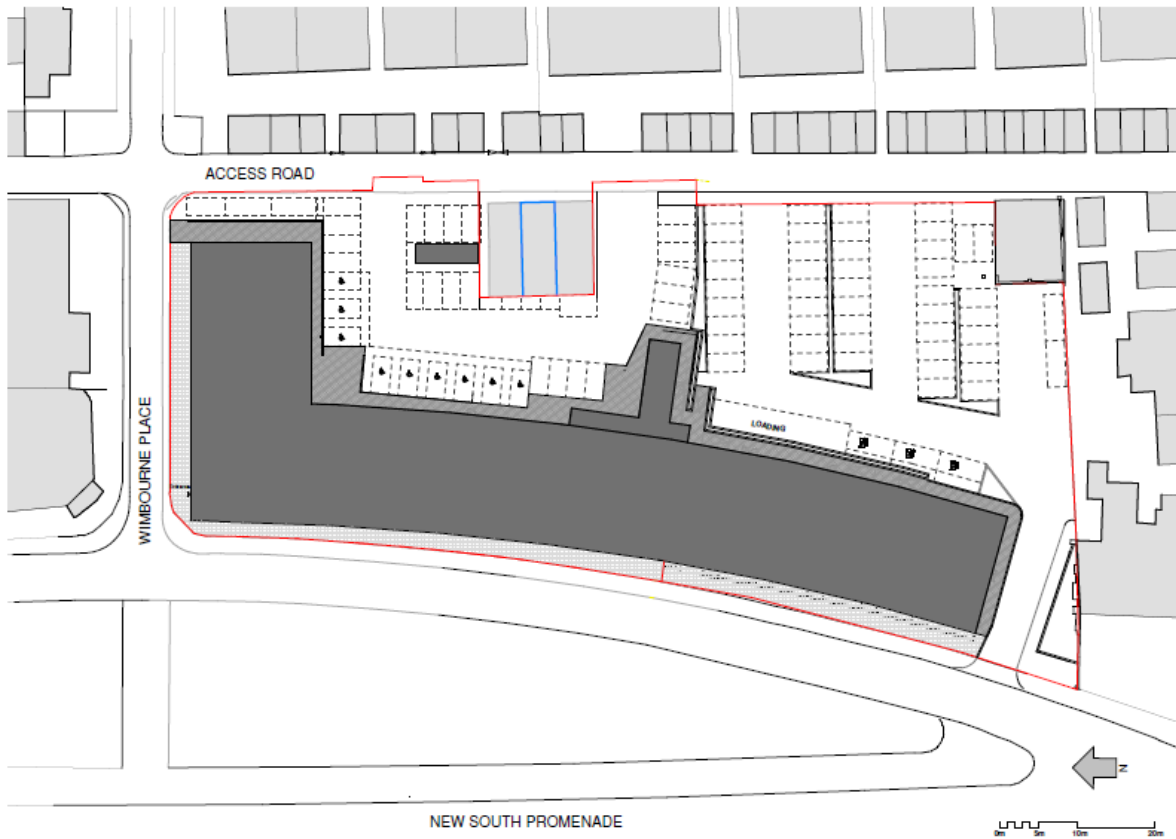 ACCESS ROAD
WIMBOURNE PLACE
LOADING
N
NEW SOUTH PROMENADE
0m 5m 10m 20m